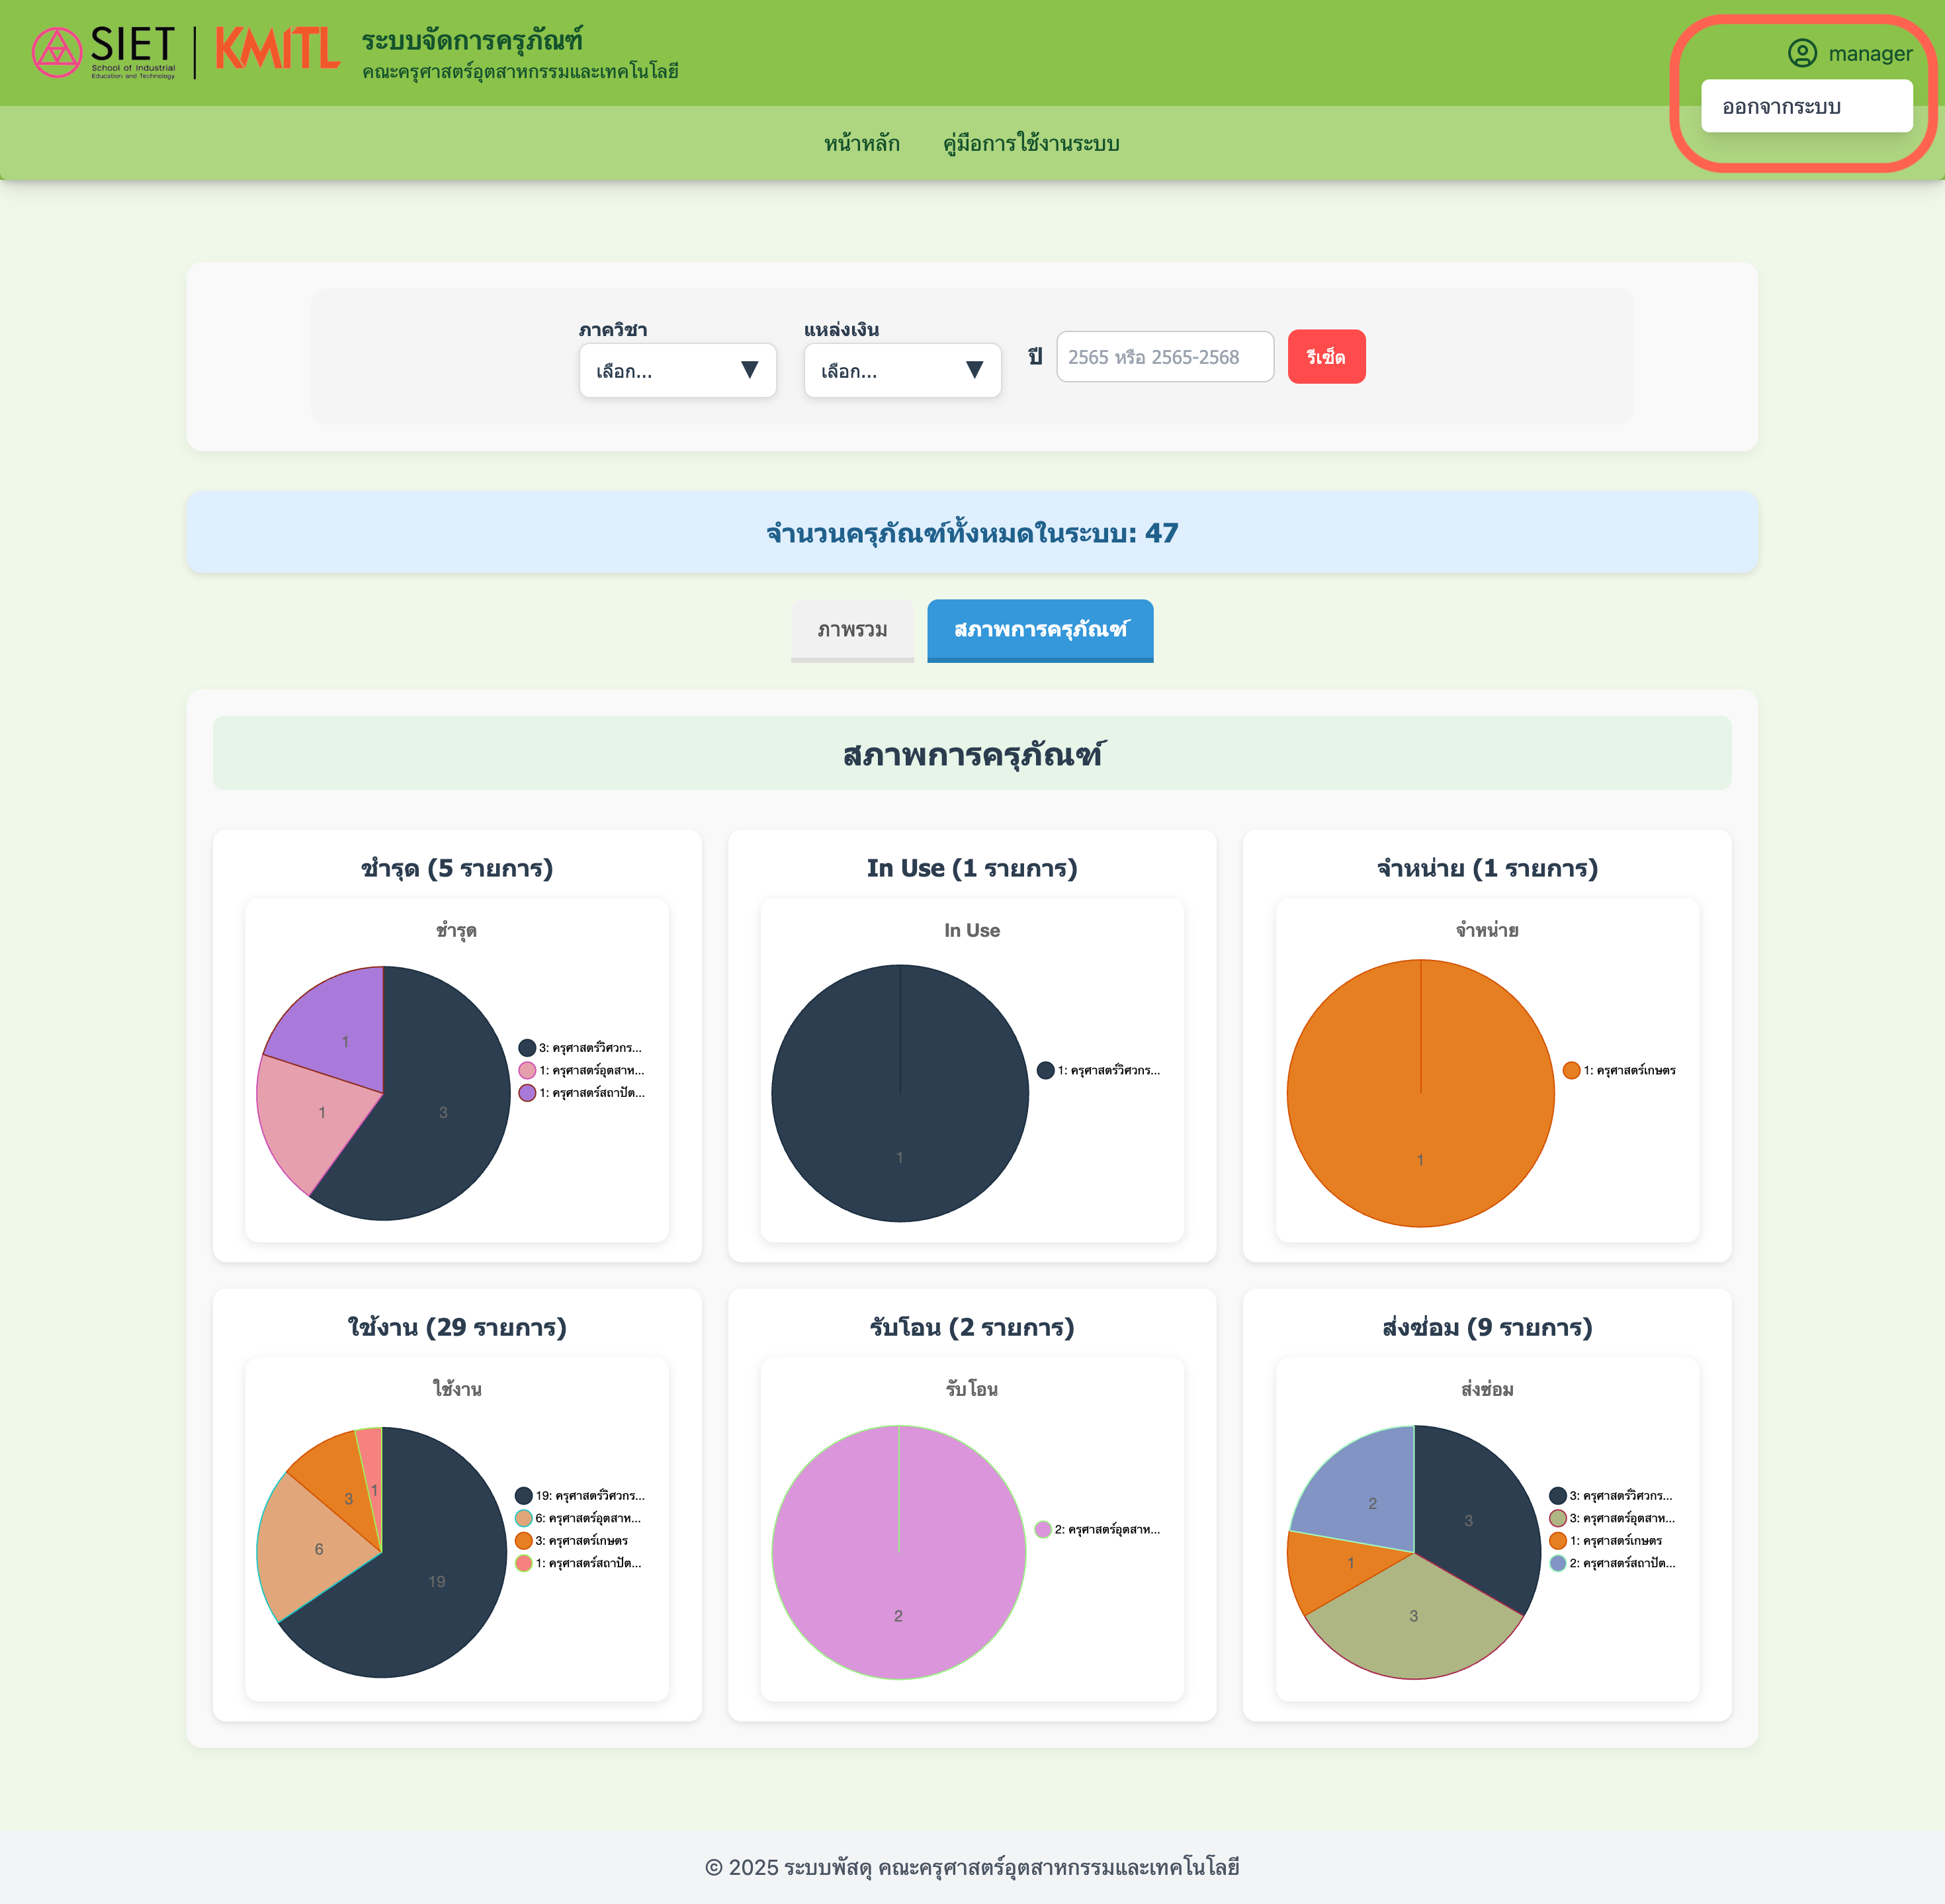 SIET
School of Industrial
Education and Technology
KMITL
ระบบจัดการครุภัณฑ์
คณะครุศาสตร์อุตสาหกรรมและเทคโนโลยี
manager
ออกจากระบบ
หน้าหลัก
คู่มือการใช้งานระบบ
ภาควิชา
เลือก...
แหล่งเงิน
เลือก...
ปี
2565 หรือ 2565-2568
รีเซ็ต
จำนวนครุภัณฑ์ทั้งหมดในระบบ: 47
ภาพรวม
สภาพการครุภัณฑ์
สภาพการครุภัณฑ์
ชำรุด (5 รายการ)
ชำรุด
1
1
3
3: ครุศาสตร์วิศวกร...
1: ครุศาสตร์อุตสาห...
1: ครุศาสตร์สถาปัต...
In Use (1 รายการ)
In Use
1
1: ครุศาสตร์วิศวกร...
จำหน่าย (1 รายการ)
จำหน่าย
1
1: ครุศาสตร์เกษตร
ใช้งาน (29 รายการ)
ใช้งาน
1
3
6
19
19: ครุศาสตร์วิศวกร...
6: ครุศาสตร์อุตสาห...
3: ครุศาสตร์เกษตร
1: ครุศาสตร์สถาปัต...
รับโอน (2 รายการ)
รับโอน
2
2: ครุศาสตร์อุตสาห...
ส่งซ่อม (9 รายการ)
ส่งซ่อม
2
3
1
3
3: ครุศาสตร์วิศวกร...
3: ครุศาสตร์อุตสาห...
1: ครุศาสตร์เกษตร
2: ครุศาสตร์สถาปัต...
© 2025 ระบบพัสดุ คณะครุศาสตร์อุตสาหกรรมและเทคโนโลยี